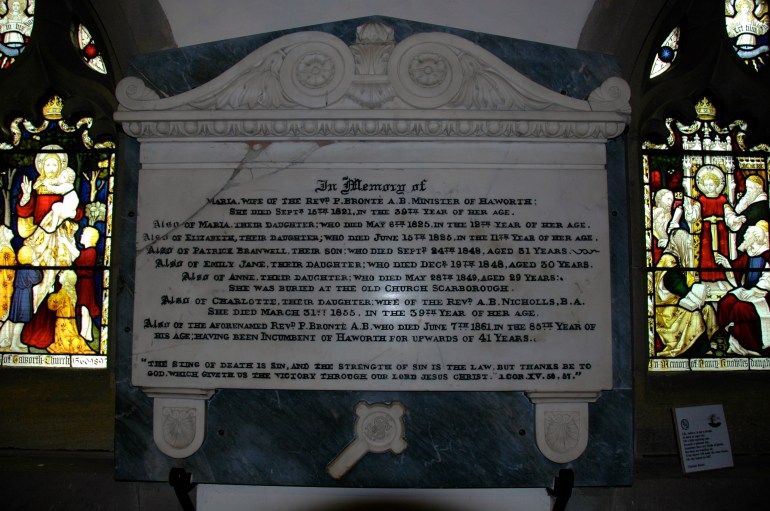 In Memory of
MARIA, WIFE OF THE REVD P. BRONTË A.B. MINISTER OF HAWORTH:
SHE DIED SEPTR 15TH 1821, IN THE 39TH YEAR OF HER AGE.
Also OF MARIA, THEIR DAUGHTER; WHO DIED MAY 6TH 1825, IN THE 12TH YEAR OF HER AGE.
Also OF ELIZABETH, THEIR DAUGHTER; WHO DIED JUNE 15TH 1825, IN THE 11TH YEAR OF HER AGE.
Also OF PATRICK BRANWELL, THEIR SON; WHO DIED SEPTR 24TH 1848, AGED 31 YEARS.
Also OF EMILY JANE, THEIR DAUGHTER; WHO DIED DECR 19TH 1848, AGED 30 YEARS.
Also OF ANNE, THEIR DAUGHTER; WHO DIED MAY 28TH 1849, AGED 29 YEARS:
SHE WAS BURIED AT THE OLD CHURCH SCARBOROUGH.
Also OF CHARLOTTE, THEIR DAUGHTER; WIFE OF THE REVD A.B. NICHOLLS, B.A.
SHE DIED MARCH 31ST 1855, IN THE 39TH YEAR OF HER AGE.
Also OF THE AFORENAMED REVD P. BRONTË A.B. WHO DIED JUNE 7TH 1861, IN THE 85TH YEAR OF
HIS AGE; HAVING BEEN INCUMBENT OF HAWORTH FOR UPWARDS OF 41 YEARS.
"THE STING OF DEATH IS SIN, AND THE STRENGTH OF SIN IS THE LAW, BUT THANKS BE TO
GOD, WHICH GIVETH US THE VICTORY THROUGH OUR LORD JESUS CHRIST." 1 COR. XV. 56. 57.
In Memory of